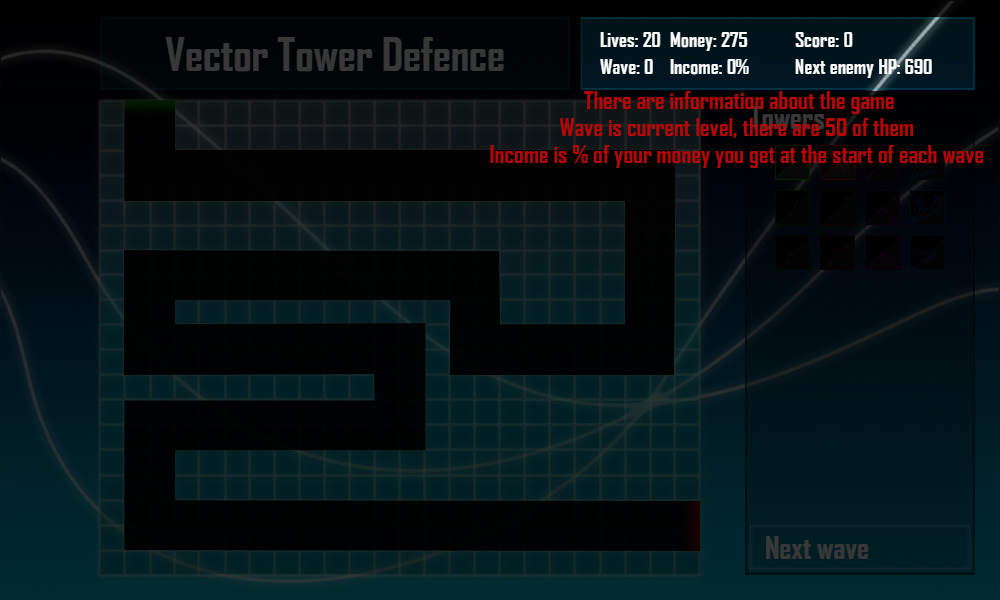 Vector Tower Defence
Lives: 20 Money: 275 Score: 0
Wave: 0 Income: 0% Next enemy HP: 690
There are information about the game
Towers
Wave is current level, there are 50 of them
Income is % of your money you get at the start of each wave
Next wave